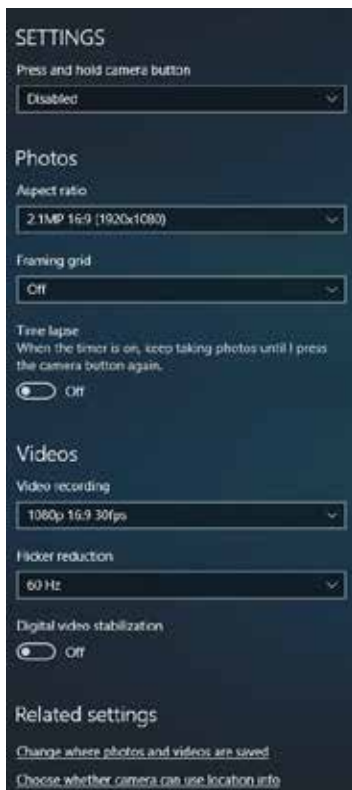 SETTINGS
Press and hold camera button
Disabled
Photos
Aspect ratio
2.1MP 16:9 (1920x1080)
Framing grid
Off
Time lapse
When the timer is on, keep taking photos until I press
the camera button again.
Off
Videos
Video recording
1080p 16:9 30fps
Flicker reduction
60 Hz
Digital video stabilization
Off
Related settings
Change where photos and videos are saved
Choose whether camera can use location info